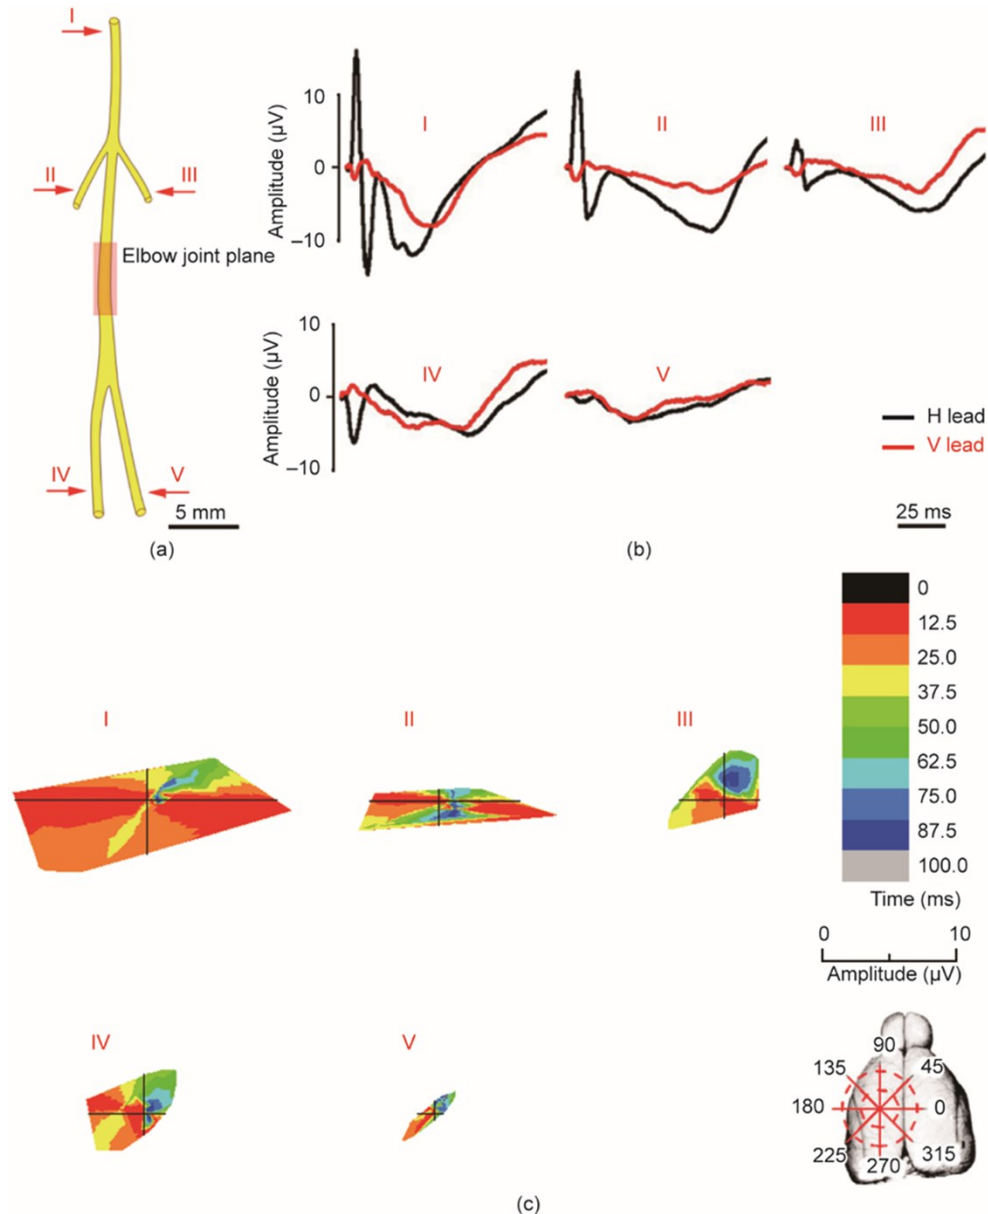 I
II
III
Elbow joint plane
IV
V
5 mm
(a)
Amplitude (µV)
10
0
–10
I
II
III
Amplitude (µV)
10
0
–10
IV
V
H lead
V lead
25 ms
(b)
0
12.5
25.0
37.5
50.0
62.5
75.0
87.5
100.0
Time (ms)
I
II
III
0
10
Amplitude (µV)
IV
V
90
135
45
180
0
225
315
270
(c)